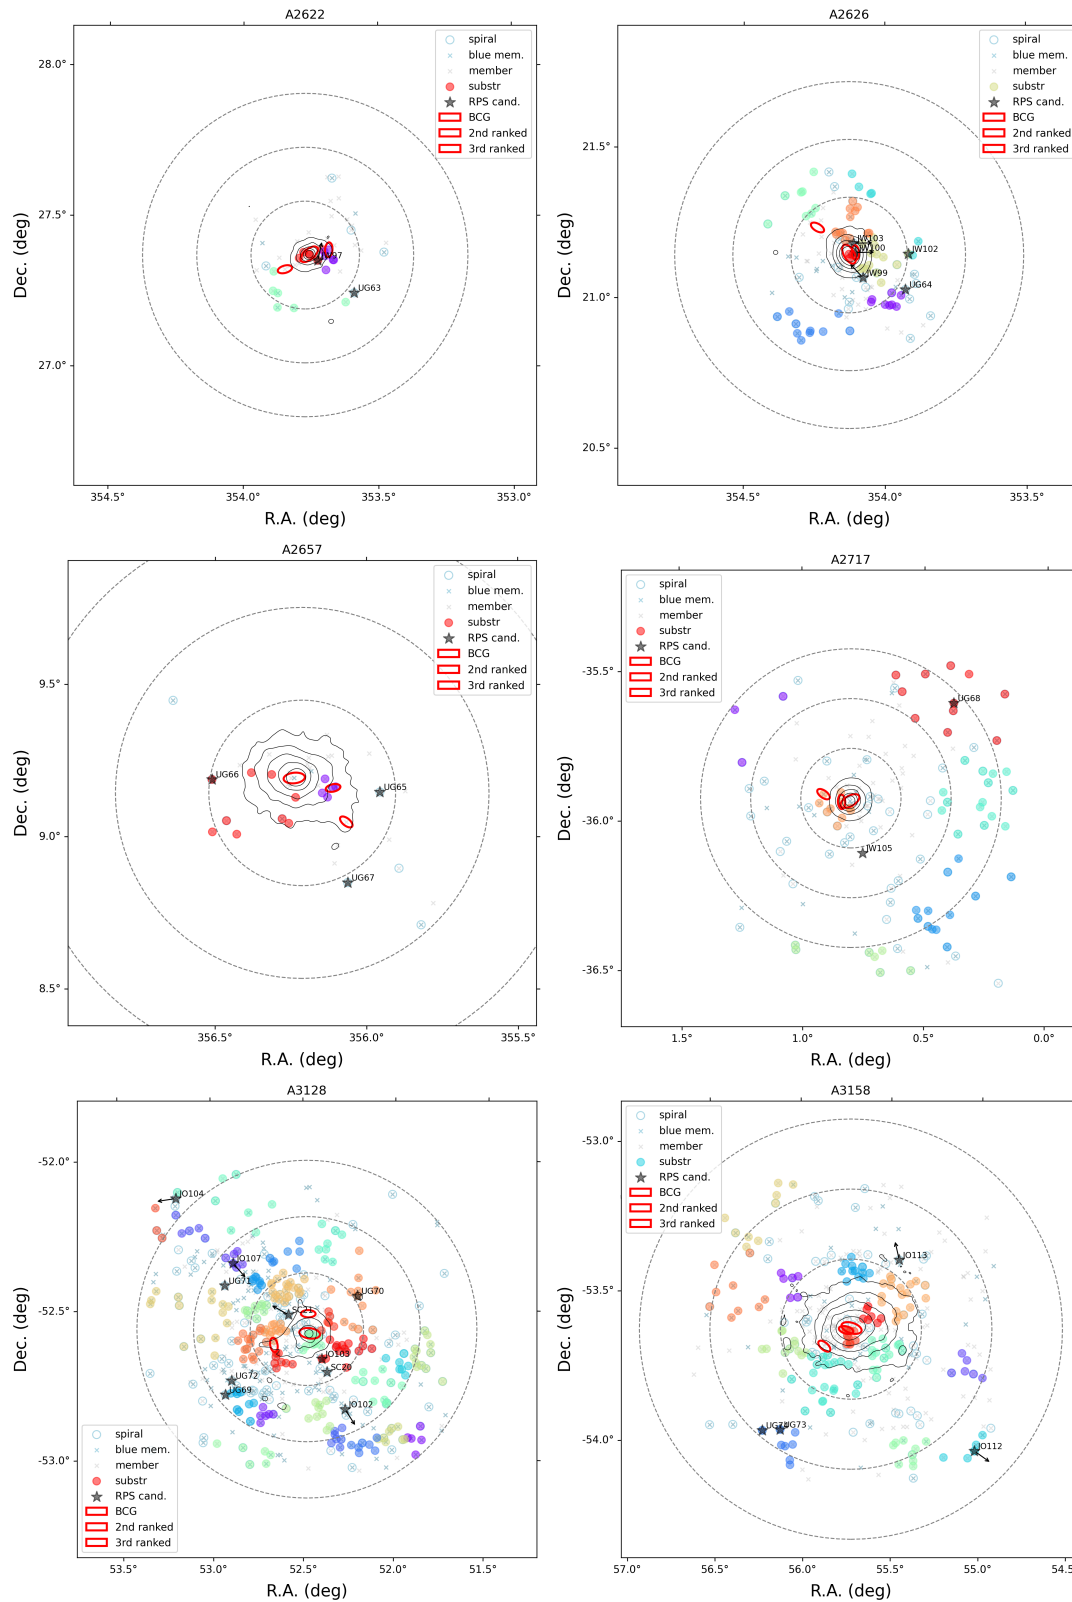 A2622
28.0°
27.5°
27.0°
Dec. (deg)
spiral
blue mem.
member
substr
RPS cand.
BCG
2nd ranked
3rd ranked
UG63
354.5°
354.0°
353.5°
353.0°
R.A. (deg)
A2626
21.5°
21.0°
20.5°
Dec. (deg)
spiral
blue mem.
member
substr
RPS cand.
BCG
2nd ranked
3rd ranked
JW103
JW100
JW102
JW99
UG64
354.5°
354.0°
353.5°
R.A. (deg)
A2657
9.5°
9.0°
8.5°
Dec. (deg)
spiral
blue mem.
member
substr
RPS cand.
BCG
2nd ranked
3rd ranked
UG66
UG65
UG67
356.5°
356.0°
355.5°
R.A. (deg)
A2717
-35.5°
-36.0°
-36.5°
Dec. (deg)
spiral
blue mem.
member
substr
RPS cand.
BCG
2nd ranked
3rd ranked
UG68
JW105
1.5°
1.0°
0.5°
0.0°
R.A. (deg)
A3128
-52.0°
-52.5°
-53.0°
Dec. (deg)
JO104
JO107
UG71
UG70
SC21
JO103
SC20
UG72
UG69
JO102
spiral
blue mem.
member
substr
RPS cand.
BCG
2nd ranked
3rd ranked
53.5°
53.0°
52.5°
52.0°
51.5°
R.A. (deg)
A3158
-53.0°
-53.5°
-54.0°
Dec. (deg)
spiral
blue mem.
member
substr
RPS cand.
BCG
2nd ranked
3rd ranked
JO113
UG73
JO112
57.0°
56.5°
56.0°
55.5°
55.0°
54.5
R.A. (deg)